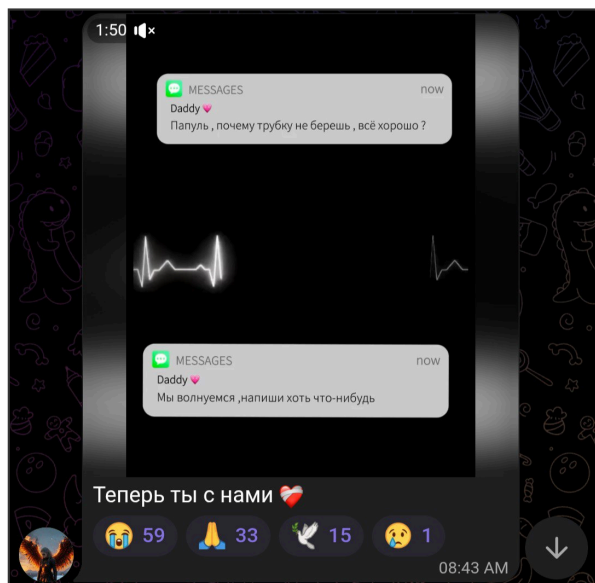 1:50
MESSAGES now
Daddy 💗
Папуль , почему трубку не берешь , всё хорошо ?
MESSAGES now
Daddy 💗
Мы волнуемся ,напиши хоть что-нибудь
Теперь ты с нами ❤️‍🩹
😭 59 🙏 33 🕊 15 😢 1
08:43 AM